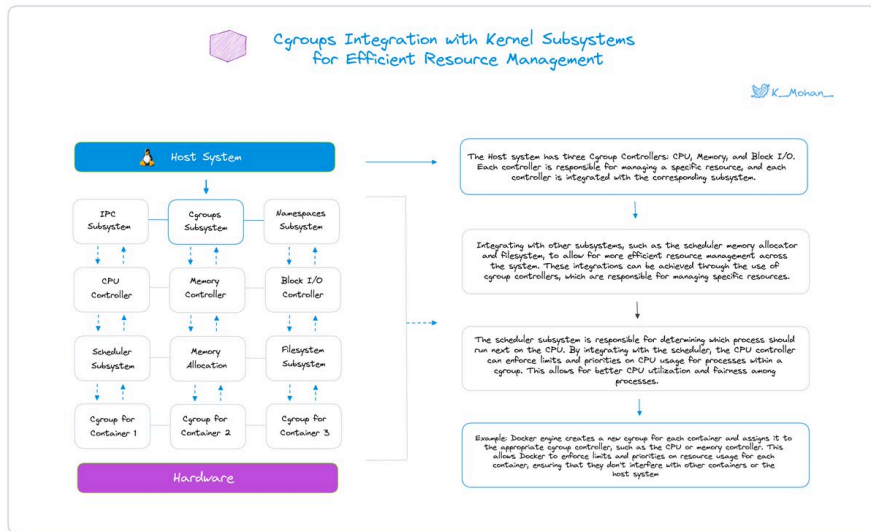 Cgroups Integration with Kernel Subsystems
for Efficient Resource Management
K_Mohan_
Host System
IPC
Subsystem
Cgroups
Subsystem
Namespaces
Subsystem
CPU
Controller
Memory
Controller
Block I/O
Controller
Scheduler
Subsystem
Memory
Allocation
Filesystem
Subsystem
Cgroup for
Container 1
Cgroup for
Container 2
Cgroup for
Container 3
Hardware
The Host system has three Cgroup Controllers: CPU, Memory, and Block I/O.
Each controller is responsible for managing a specific resource, and each
controller is integrated with the corresponding subsystem.
Integrating with other subsystems, such as the scheduler memory allocator
and filesystem, to allow for more efficient resource management across
the system. These integrations can be achieved through the use of
cgroup controllers, which are responsible for managing specific resources.
The scheduler subsystem is responsible for determining which process should
run next on the CPU. By integrating with the scheduler, the CPU controller
can enforce limits and priorities on CPU usage for processes within a
cgroup. This allows for better CPU utilization and fairness among
processes.
Example: Docker engine creates a new cgroup for each container and assigns it to
the appropriate cgroup controller, such as the CPU or memory controller. This
allows Docker to enforce limits and priorities on resource usage for each
container, ensuring that they don't interfere with other containers or the
host system